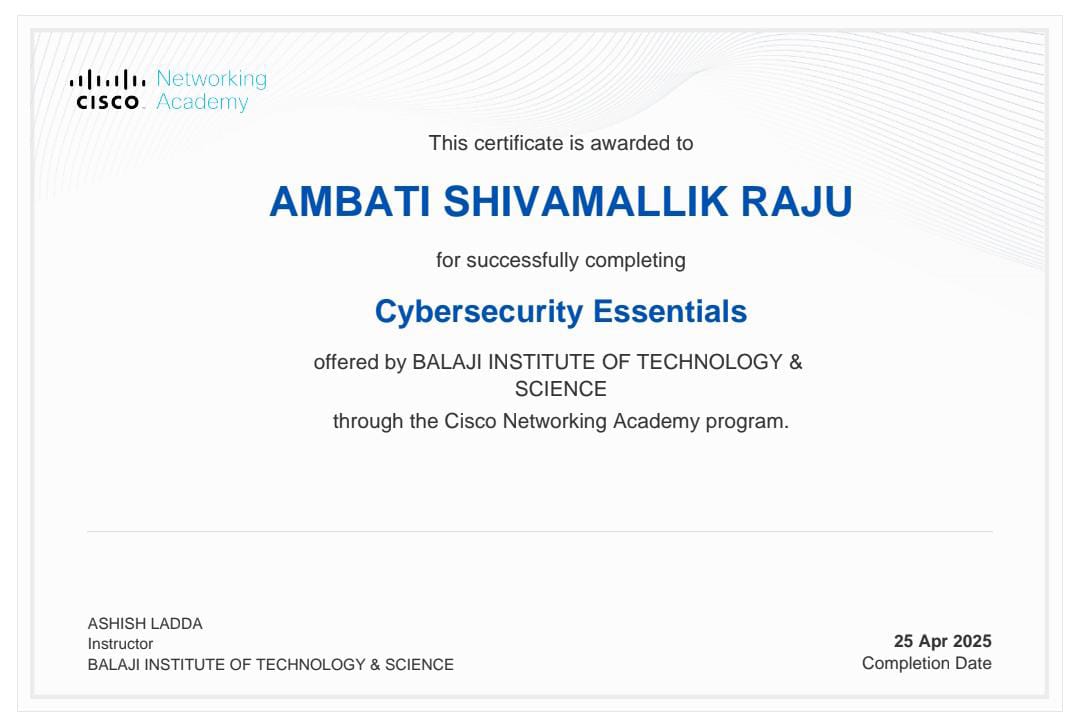 Networking
CISCO Academy
This certificate is awarded to
AMBATI SHIVAMALLIK RAJU
for successfully completing
Cybersecurity Essentials
offered by BALAJI INSTITUTE OF TECHNOLOGY &
SCIENCE
through the Cisco Networking Academy program.
ASHISH LADDA
Instructor
BALAJI INSTITUTE OF TECHNOLOGY & SCIENCE
25 Apr 2025
Completion Date